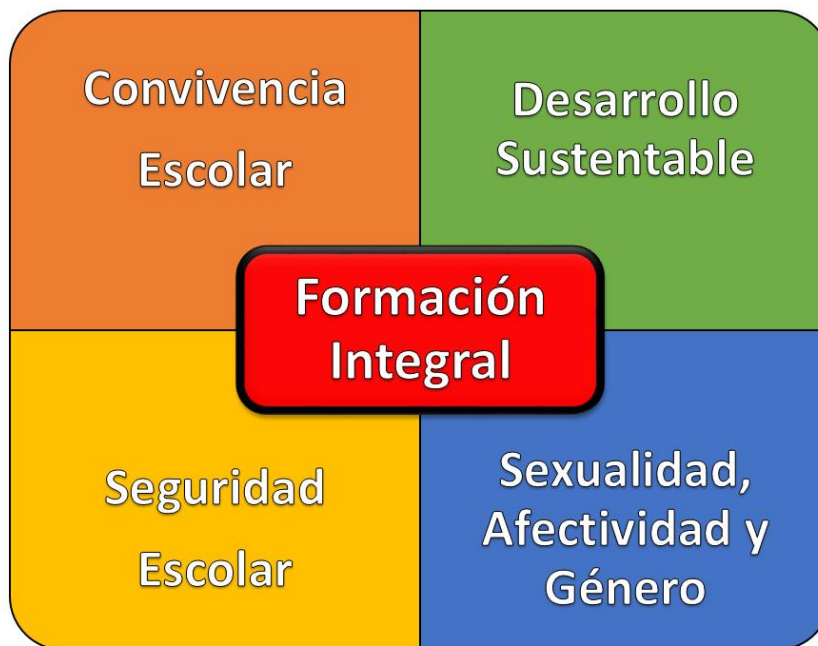 Convivencia
Escolar
Desarrollo
Sustentable
Formación
Integral
Seguridad
Escolar
Sexualidad,
Afectividad y
Género